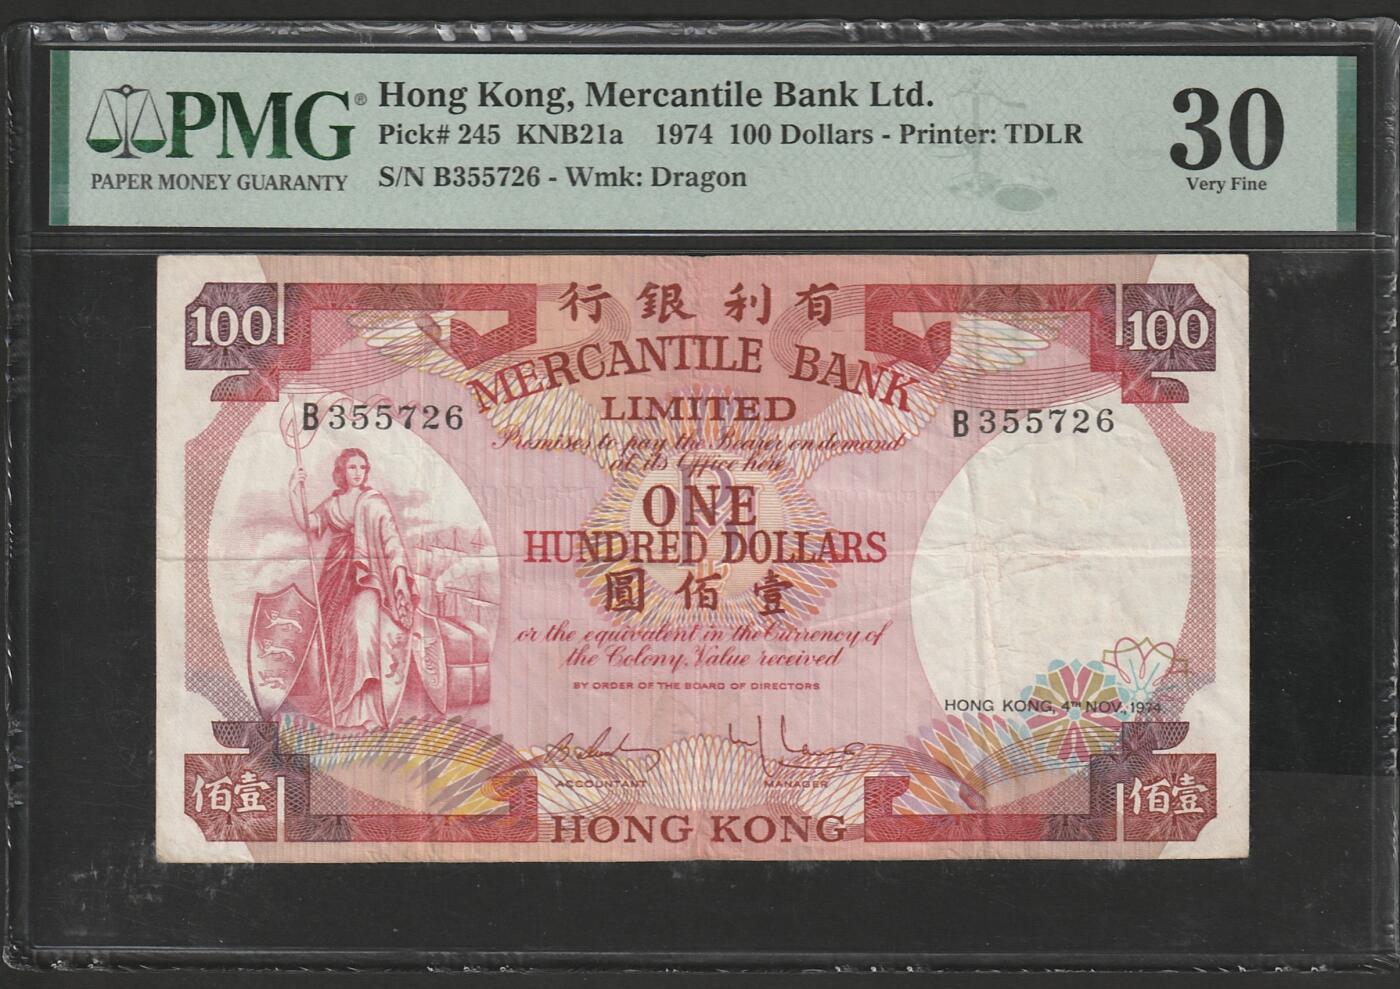 PMG®
PAPER MONEY GUARANTY
Hong Kong, Mercantile Bank Ltd.
Pick# 245 KNB21a 1974 100 Dollars - Printer: TDLR
S/N B355726 - Wmk: Dragon
30
Very Fine
行銀利有
100
100
MERCANTILE BANK
LIMITED
B355726
B355726
Promises to pay the Bearer on demand
at its Office here
ONE
HUNDRED DOLLARS
圓佰壹
or the equivalent in the Currency of
the Colony. Value received
BY ORDER OF THE BOARD OF DIRECTORS
HONG KONG, 4TH NOV., 1974.
ACCOUNTANT
MANAGER
佰壹
佰壹
HONG KONG